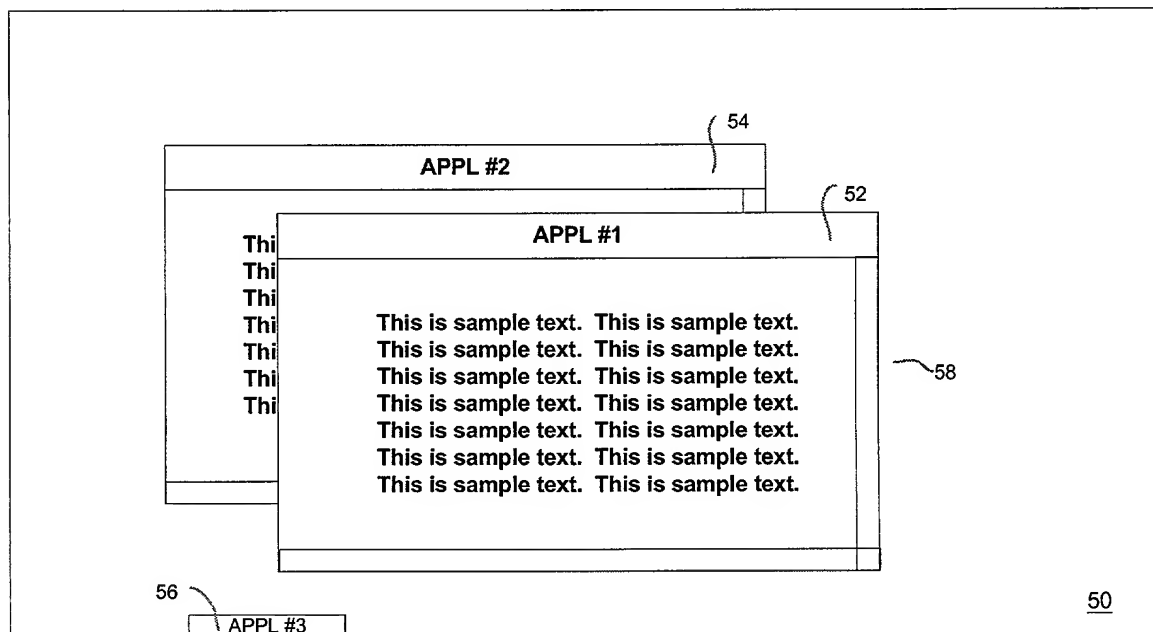 54
APPL #2
52
APPL #1
Thi
Thi
Thi
Thi
Thi
Thi
Thi
This is sample text. This is sample text.
This is sample text. This is sample text.
This is sample text. This is sample text.
This is sample text. This is sample text.
This is sample text. This is sample text.
This is sample text. This is sample text.
This is sample text. This is sample text.
58
56
APPL #3
50